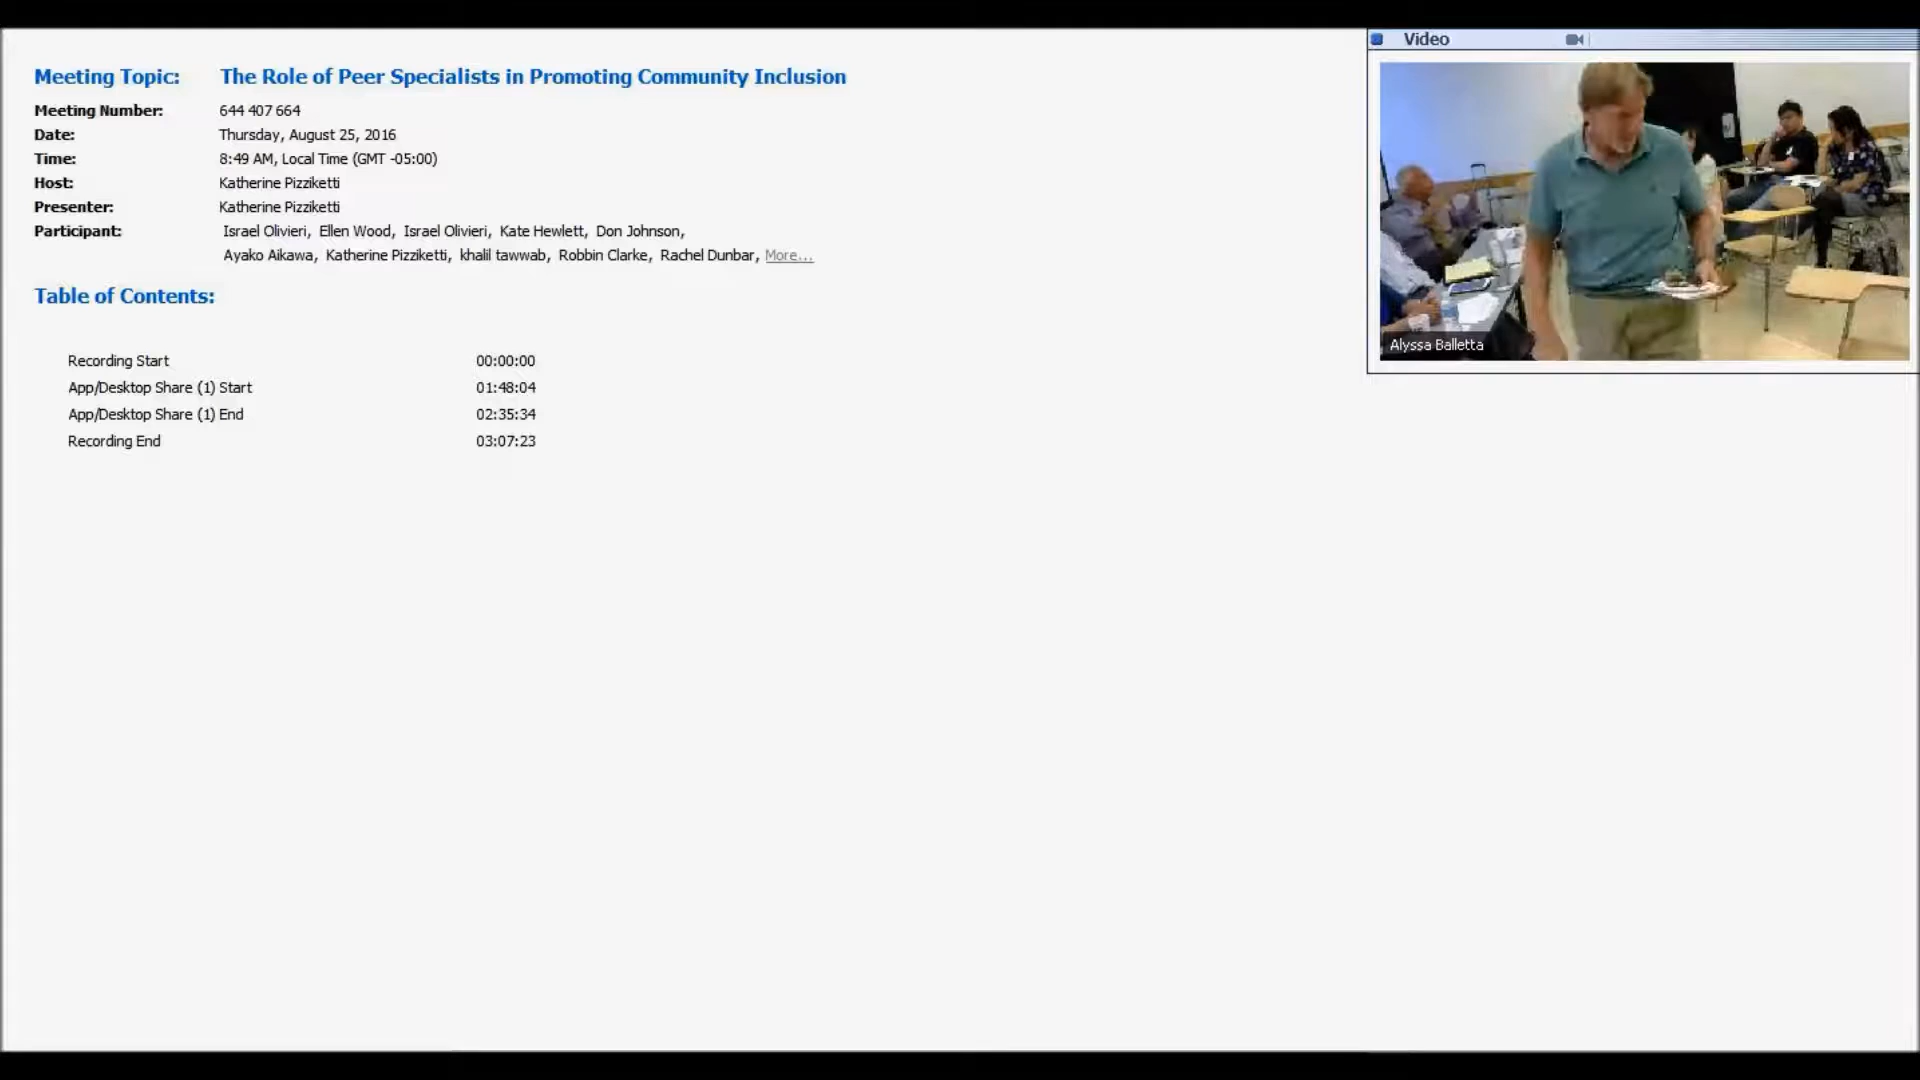 Video
Meeting Topic: The Role of Peer Specialists in Promoting Community Inclusion
Meeting Number: 644 407 664
Date: Thursday, August 25, 2016
Time: 8:49 AM, Local Time (GMT -05:00)
Host: Katherine Pizziketti
Presenter: Katherine Pizziketti
Participant: Israel Olivieri, Ellen Wood, Israel Olivieri, Kate Hewlett, Don Johnson,
Ayako Aikawa, Katherine Pizziketti, khalil tawwab, Robbin Clarke, Rachel Dunbar, More...
Table of Contents:
Recording Start 00:00:00
App/Desktop Share (1) Start 01:48:04
App/Desktop Share (1) End 02:35:34
Recording End 03:07:23
Alyssa Balletta